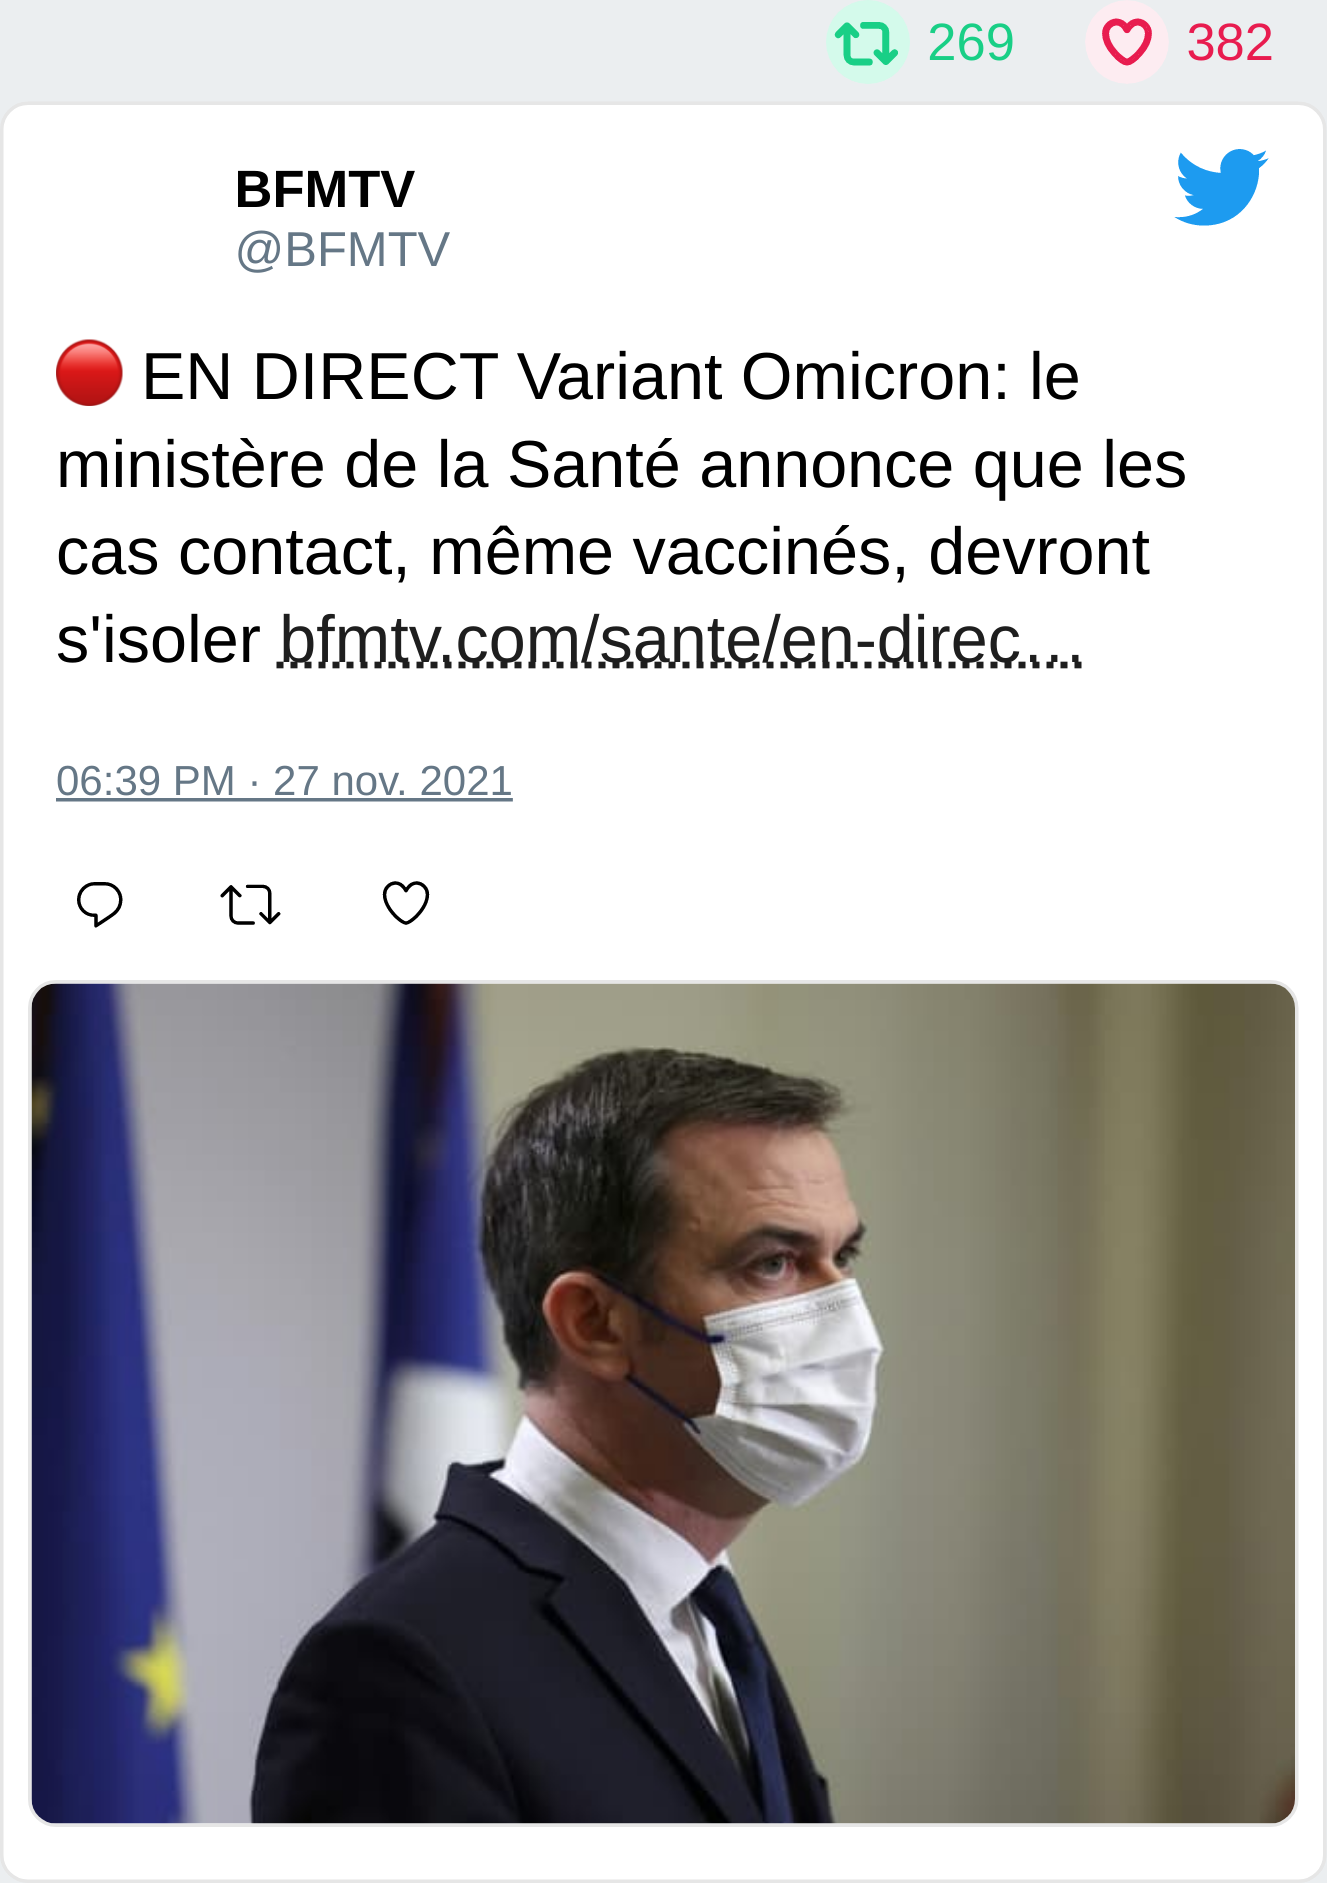 269 382
BFMTV
@BFMTV
🔴 EN DIRECT Variant Omicron: le
ministère de la Santé annonce que les
cas contact, même vaccinés, devront
s'isoler bfmtv.com/sante/en-direc…
06:39 PM · 27 nov. 2021